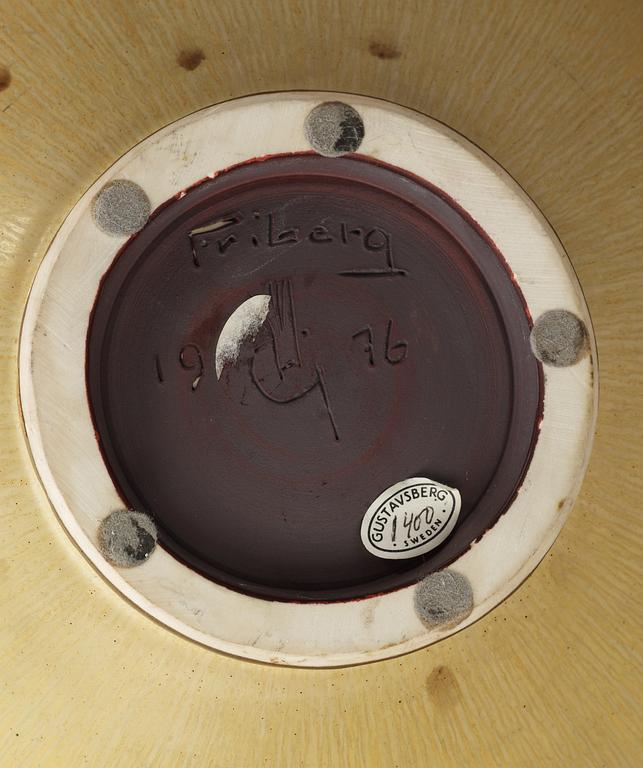 Friberg
19 76
GUSTAVSBERG
1400
SWEDEN